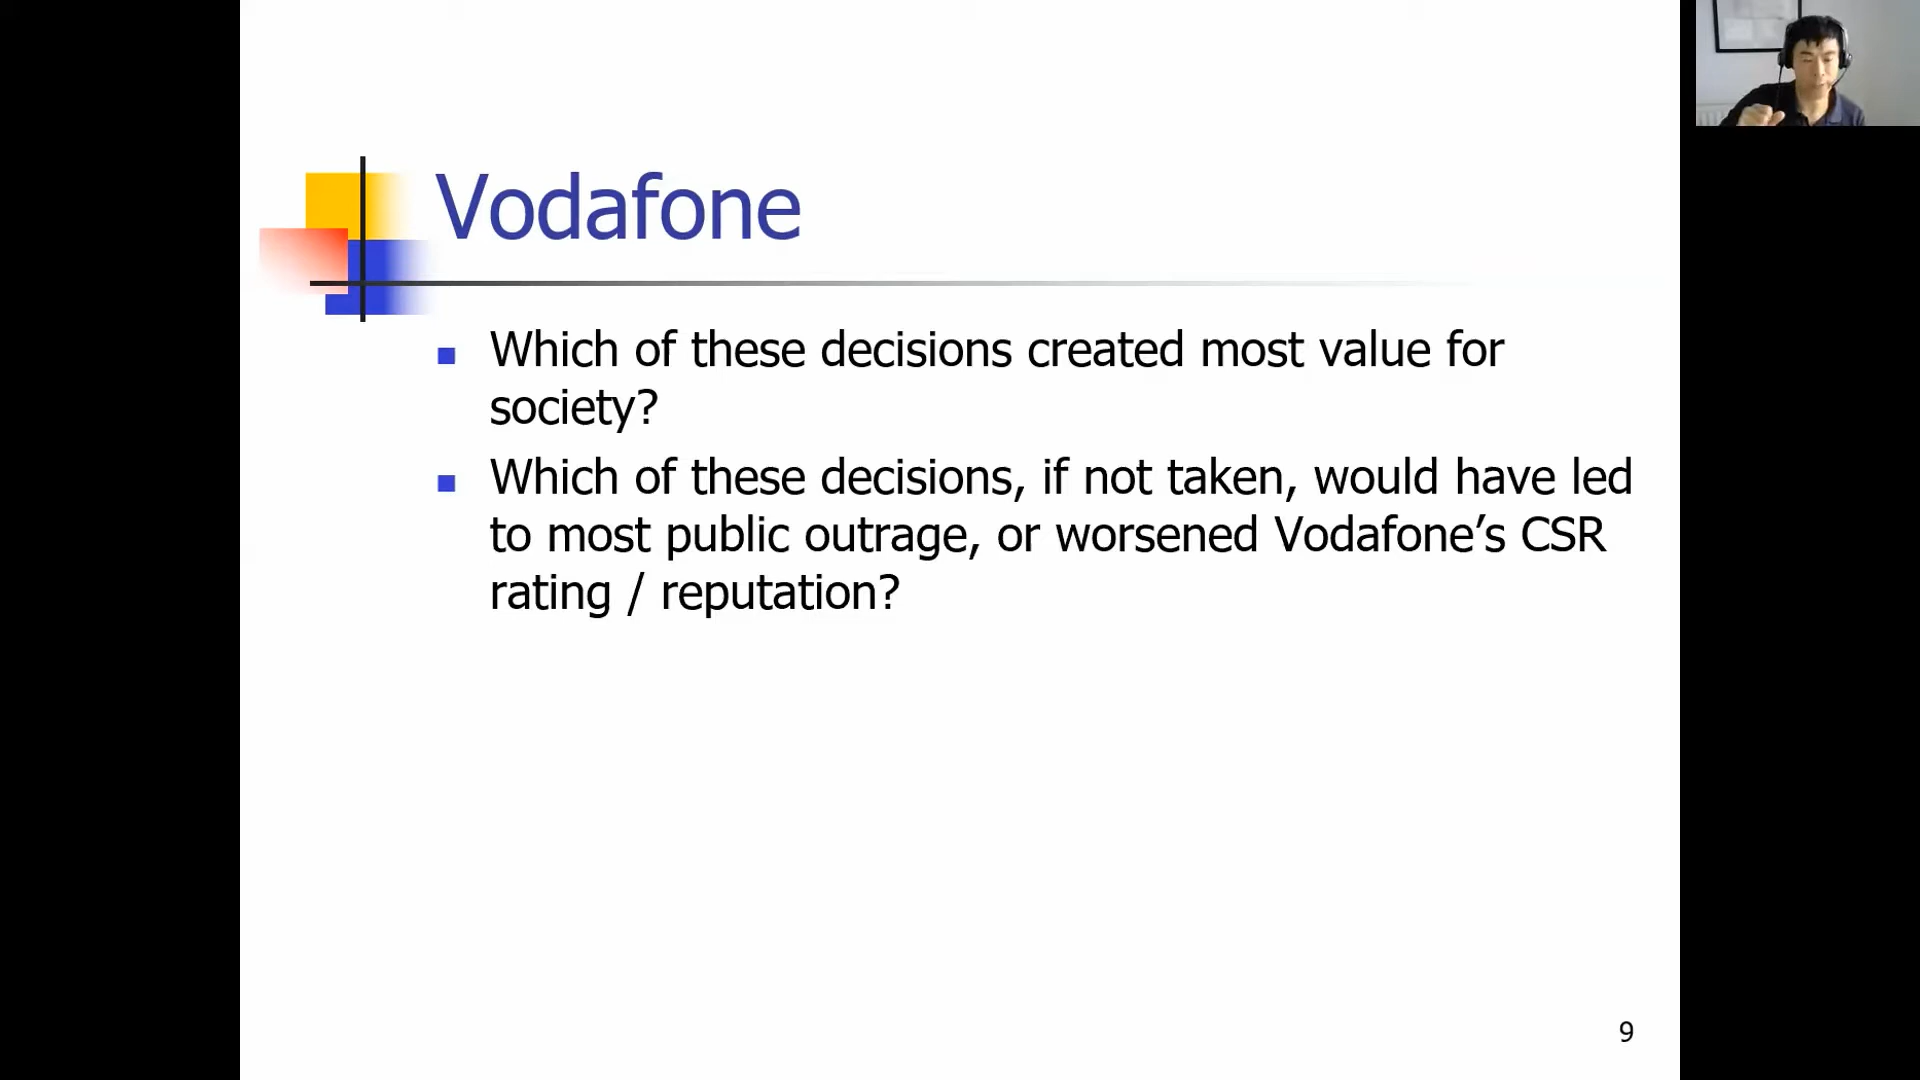 Vodafone
Which of these decisions created most value for
society?
Which of these decisions, if not taken, would have led
to most public outrage, or worsened Vodafone’s CSR
rating / reputation?
9